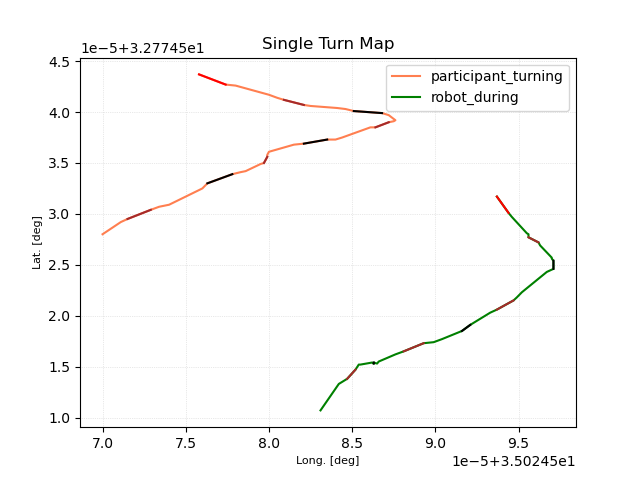 Single Turn Map
1e−5+3.27745e1
participant_turning
robot_during
4.5
4.0
3.5
3.0
2.5
2.0
1.5
1.0
Lat. [deg]
7.0 7.5 8.0 8.5 9.0 9.5
Long. [deg]
1e−5+3.50245e1